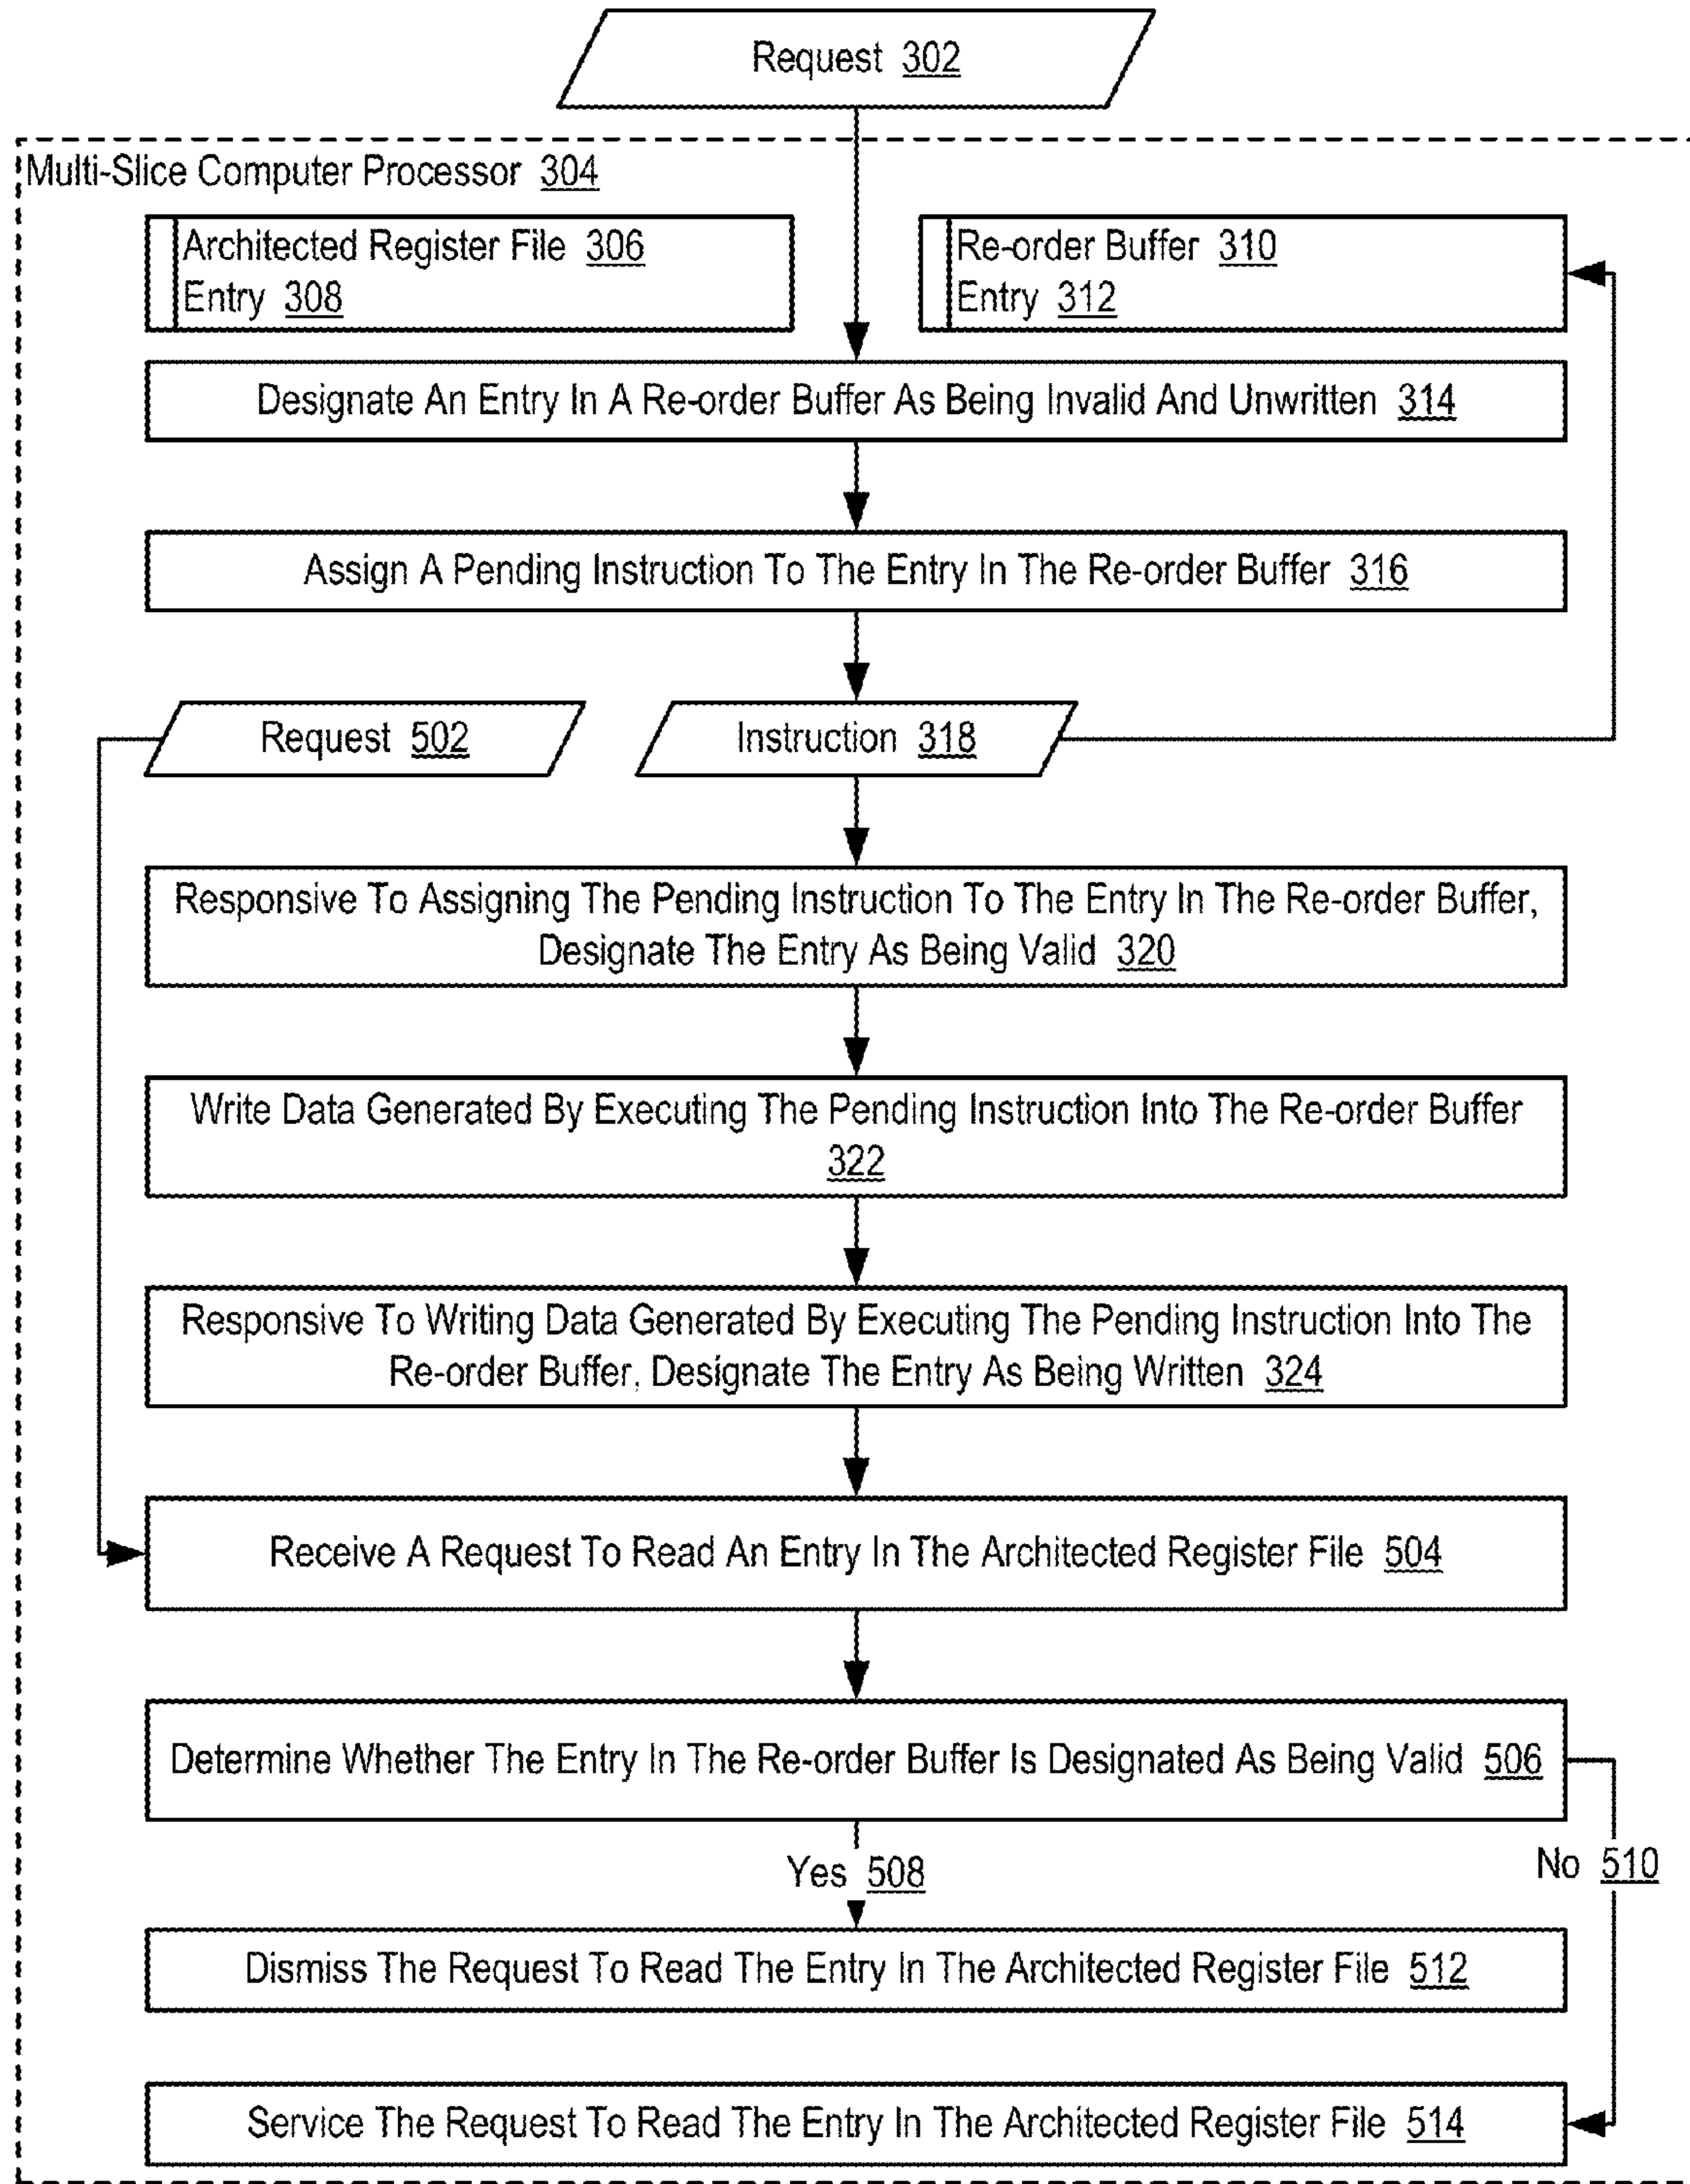 Request 302
Multi-Slice Computer Processor 304
Architected Register File 306
Entry 308
Re-order Buffer 310
Entry 312
Designate An Entry In A Re-order Buffer As Being Invalid And Unwritten 314
Assign A Pending Instruction To The Entry In The Re-order Buffer 316
Request 502
Instruction 318
Responsive To Assigning The Pending Instruction To The Entry In The Re-order Buffer,
Designate The Entry As Being Valid 320
Write Data Generated By Executing The Pending Instruction Into The Re-order Buffer
322
Responsive To Writing Data Generated By Executing The Pending Instruction Into The
Re-order Buffer, Designate The Entry As Being Written 324
Receive A Request To Read An Entry In The Architected Register File 504
Determine Whether The Entry In The Re-order Buffer Is Designated As Being Valid 506
Yes 508
No 510
Dismiss The Request To Read The Entry In The Architected Register File 512
Service The Request To Read The Entry In The Architected Register File 514